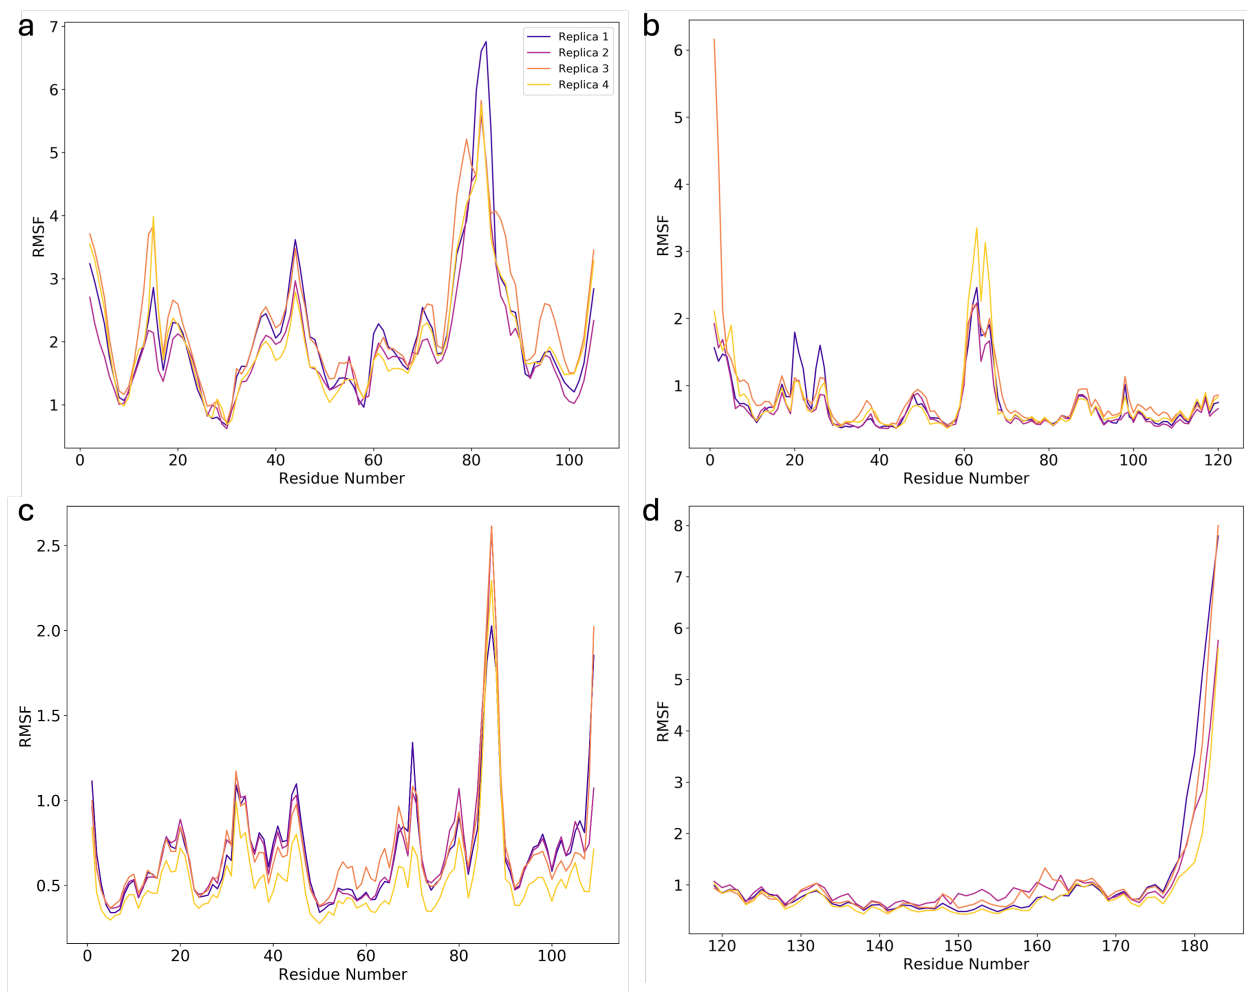 a
7
6
5
4
3
2
1
RMSF
0 20 40 60 80 100
Residue Number
Replica 1
Replica 2
Replica 3
Replica 4
b
6
5
4
3
2
1
RMSF
0 20 40 60 80 100 120
Residue Number
c
2.5
2.0
1.5
1.0
0.5
RMSF
0 20 40 60 80 100
Residue Number
d
8
7
6
5
4
3
2
1
RMSF
120 130 140 150 160 170 180
Residue Number